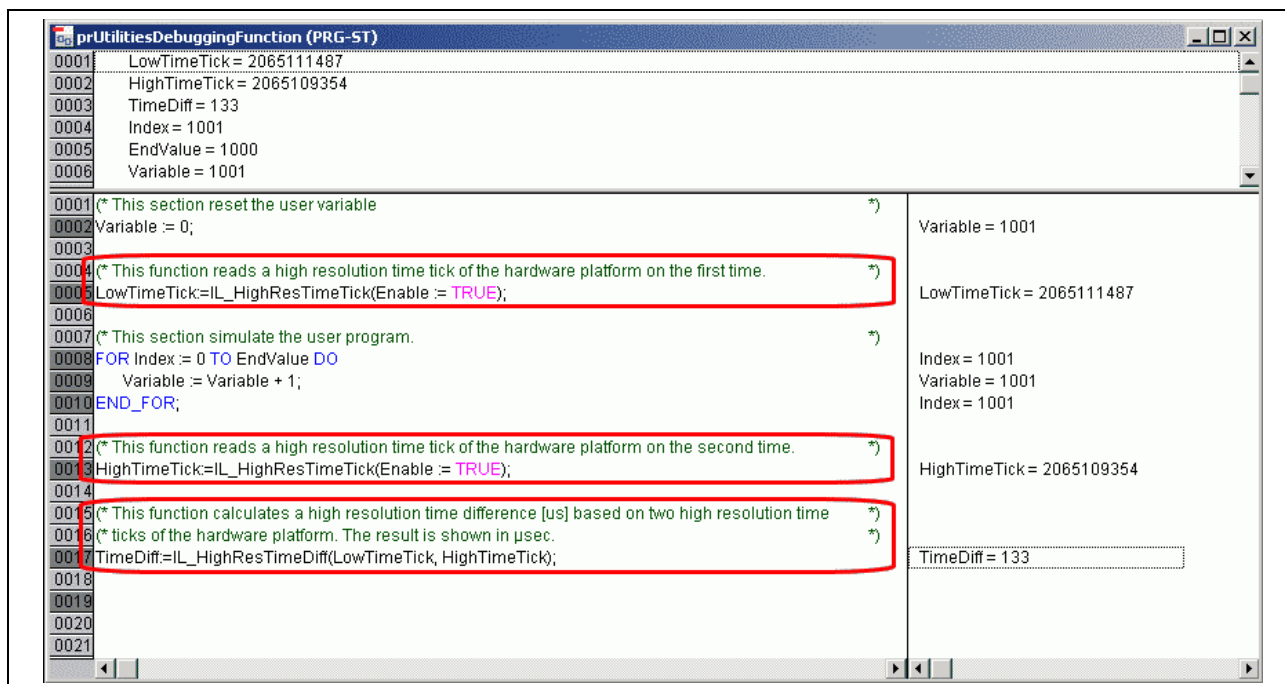 prUtilitiesDebuggingFunction (PRG-ST)
0001 LowTimeTick = 2065111487
0002 HighTimeTick = 2065109354
0003 TimeDiff = 133
0004 Index = 1001
0005 EndValue = 1000
0006 Variable = 1001
0001 (* This section reset the user variable *)
0002 Variable := 0; Variable = 1001
0003
0004 (* This function reads a high resolution time tick of the hardware platform on the first time. *)
0005 LowTimeTick:=IL_HighResTimeTick(Enable := TRUE); LowTimeTick = 2065111487
0006
0007 (* This section simulate the user program. *)
0008 FOR Index := 0 TO EndValue DO Index = 1001
0009 Variable := Variable + 1; Variable = 1001
0010 END_FOR; Index = 1001
0011
0012 (* This function reads a high resolution time tick of the hardware platform on the second time. *)
0013 HighTimeTick:=IL_HighResTimeTick(Enable := TRUE); HighTimeTick = 2065109354
0014
0015 (* This function calculates a high resolution time difference [us] based on two high resolution time *)
0016 (* ticks of the hardware platform. The result is shown in µsec. *)
0017 TimeDiff:=IL_HighResTimeDiff(LowTimeTick, HighTimeTick); TimeDiff = 133
0018
0019
0020
0021